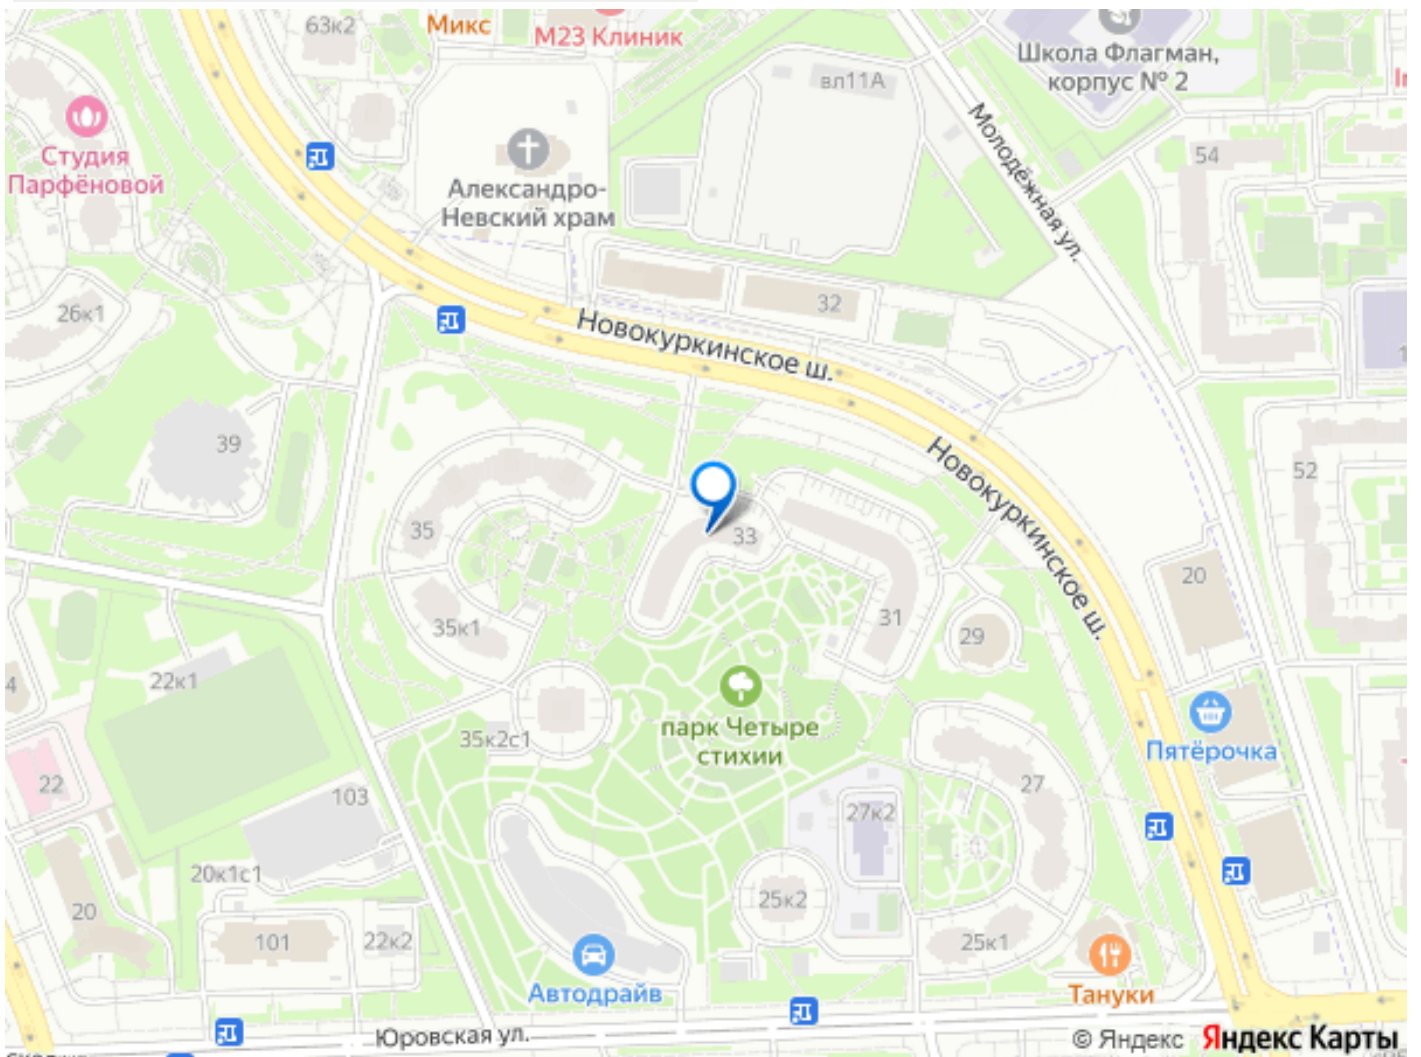 63к2
Микс
М23 Клиник
Школа Флагман,
корпус № 2
вл11А
Молодёжная ул.
54
Студия
Парфёновой
Александро-
Невский храм
26к1
32
Новокуркинское ш.
39
Новокуркинское ш.
52
35
33
20
31
29
35к1
22к1
4
парк Четыре
стихии
35к2с1
Пятёрочка
22
103
27
27к2
20к1с1
20
25к2
101
22к2
25к1
Автодрайв
Тануки
Юровская ул.
© Яндекс Яндекс Карты